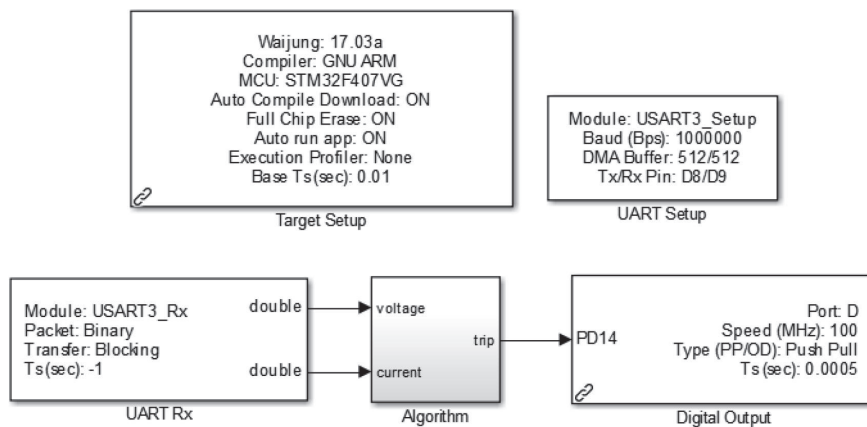 Waijung: 17.03a
Compiler: GNU ARM
MCU: STM32F407VG
Auto Compile Download: ON
Full Chip Erase: ON
Auto run app: ON
Execution Profiler: None
Base Ts(sec): 0.01
Target Setup
Module: USART3_Setup
Baud (Bps): 1000000
DMA Buffer: 512/512
Tx/Rx Pin: D8/D9
UART Setup
Module: USART3_Rx
Packet: Binary
Transfer: Blocking
Ts(sec): -1
double
double
UART Rx
voltage
current
trip
Algorithm
PD14
Port: D
Speed (MHz): 100
Type (PP/OD): Push Pull
Ts(sec): 0.0005
Digital Output